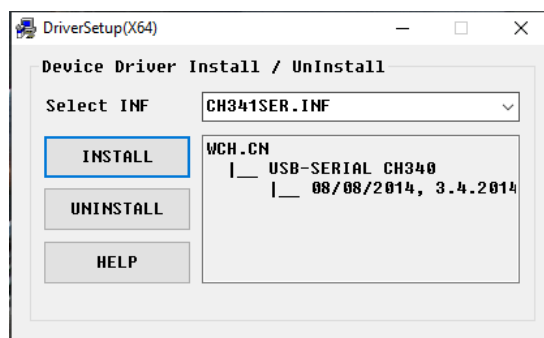 DriverSetup(X64)
Device Driver Install / UnInstall
Select INF
CH341SER.INF
INSTALL
UNINSTALL
HELP
WCH.CN
|__ USB-SERIAL CH340
|__ 08/08/2014, 3.4.2014